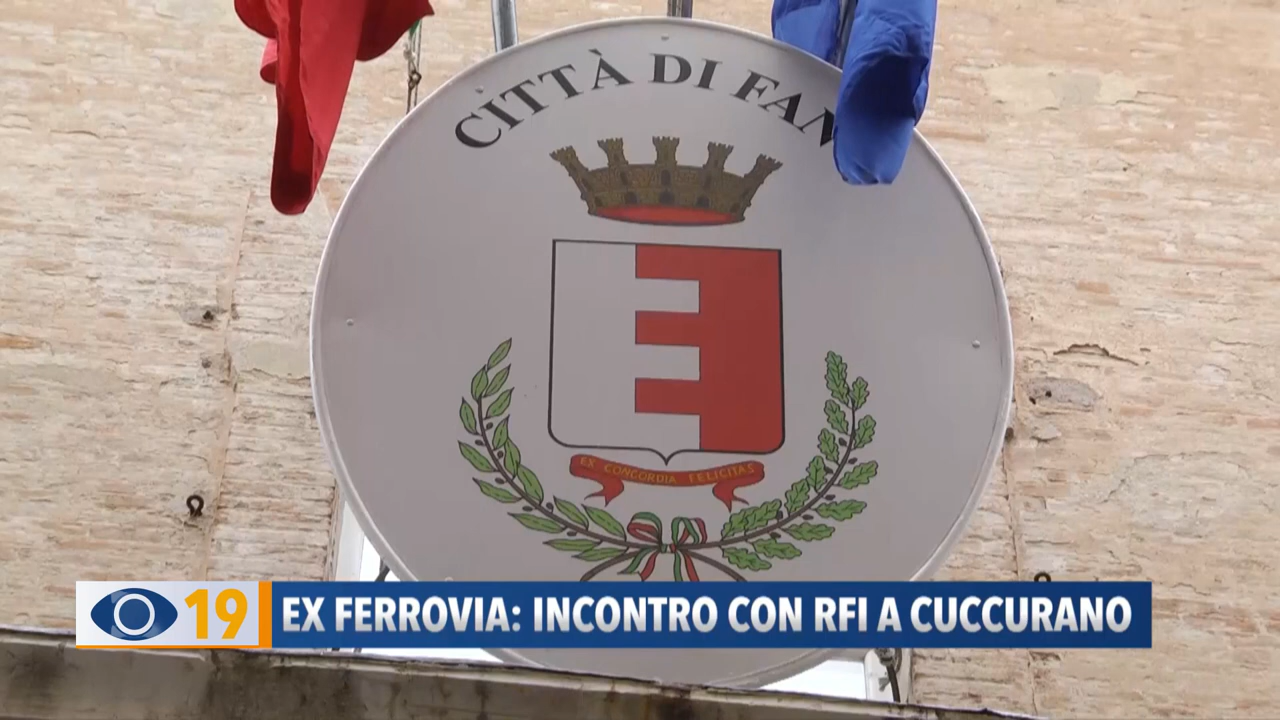 CITTÀ DI FAN
EX CONCORDIA FELICITAS
19
EX FERROVIA: INCONTRO CON RFI A CUCCURANO